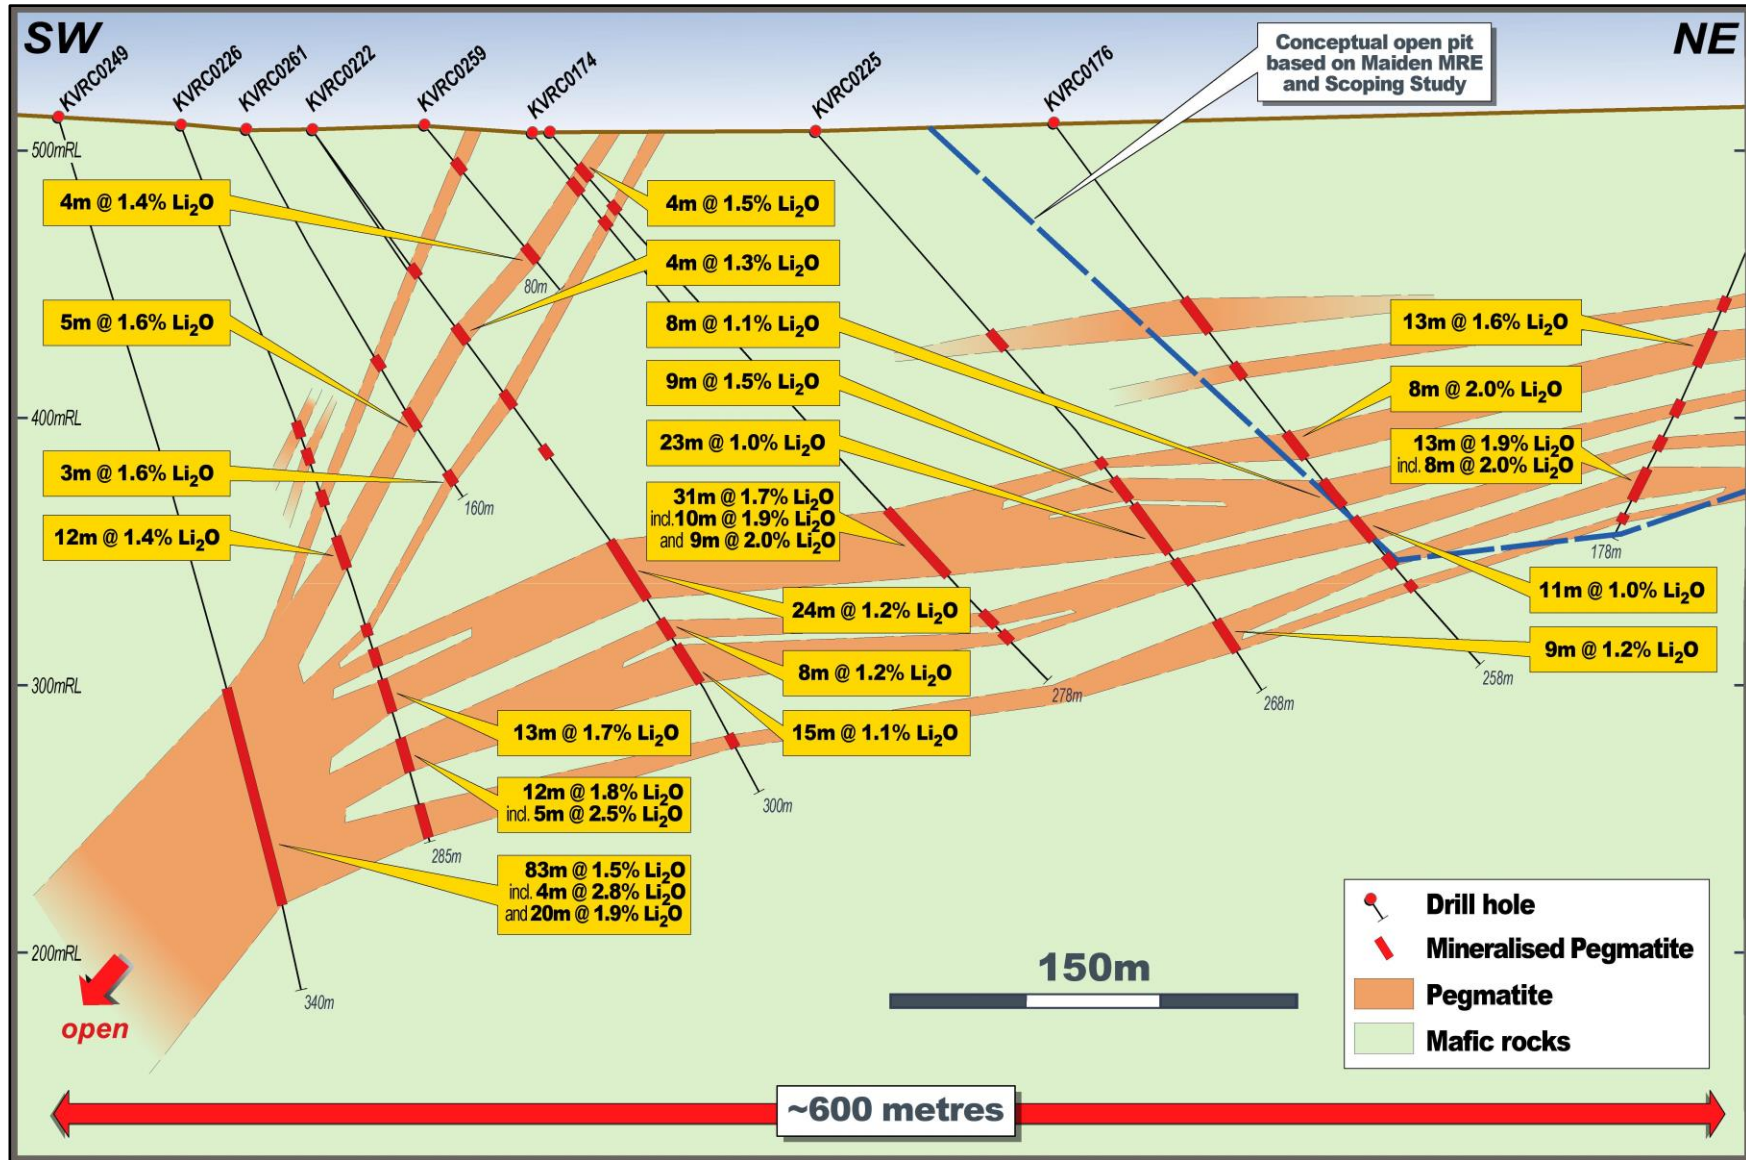 SW
NE
KVRC0249
KVRC0226
KVRC0261
KVRC0222
KVRC0259
KVRC0174
KVRC0225
KVRC0176
Conceptual open pit
based on Maiden MRE
and Scoping Study
500mRL
400mRL
300mRL
200mRL
4m @ 1.4% Li₂O
5m @ 1.6% Li₂O
3m @ 1.6% Li₂O
12m @ 1.4% Li₂O
4m @ 1.5% Li₂O
4m @ 1.3% Li₂O
8m @ 1.1% Li₂O
9m @ 1.5% Li₂O
23m @ 1.0% Li₂O
31m @ 1.7% Li₂O
incl. 10m @ 1.9% Li₂O
and 9m @ 2.0% Li₂O
13m @ 1.6% Li₂O
8m @ 2.0% Li₂O
13m @ 1.9% Li₂O
incl. 8m @ 2.0% Li₂O
24m @ 1.2% Li₂O
8m @ 1.2% Li₂O
15m @ 1.1% Li₂O
11m @ 1.0% Li₂O
9m @ 1.2% Li₂O
13m @ 1.7% Li₂O
12m @ 1.8% Li₂O
incl. 5m @ 2.5% Li₂O
83m @ 1.5% Li₂O
incl. 4m @ 2.8% Li₂O
and 20m @ 1.9% Li₂O
80m
160m
178m
258m
278m
268m
300m
285m
340m
open
150m
Drill hole
Mineralised Pegmatite
Pegmatite
Mafic rocks
~600 metres